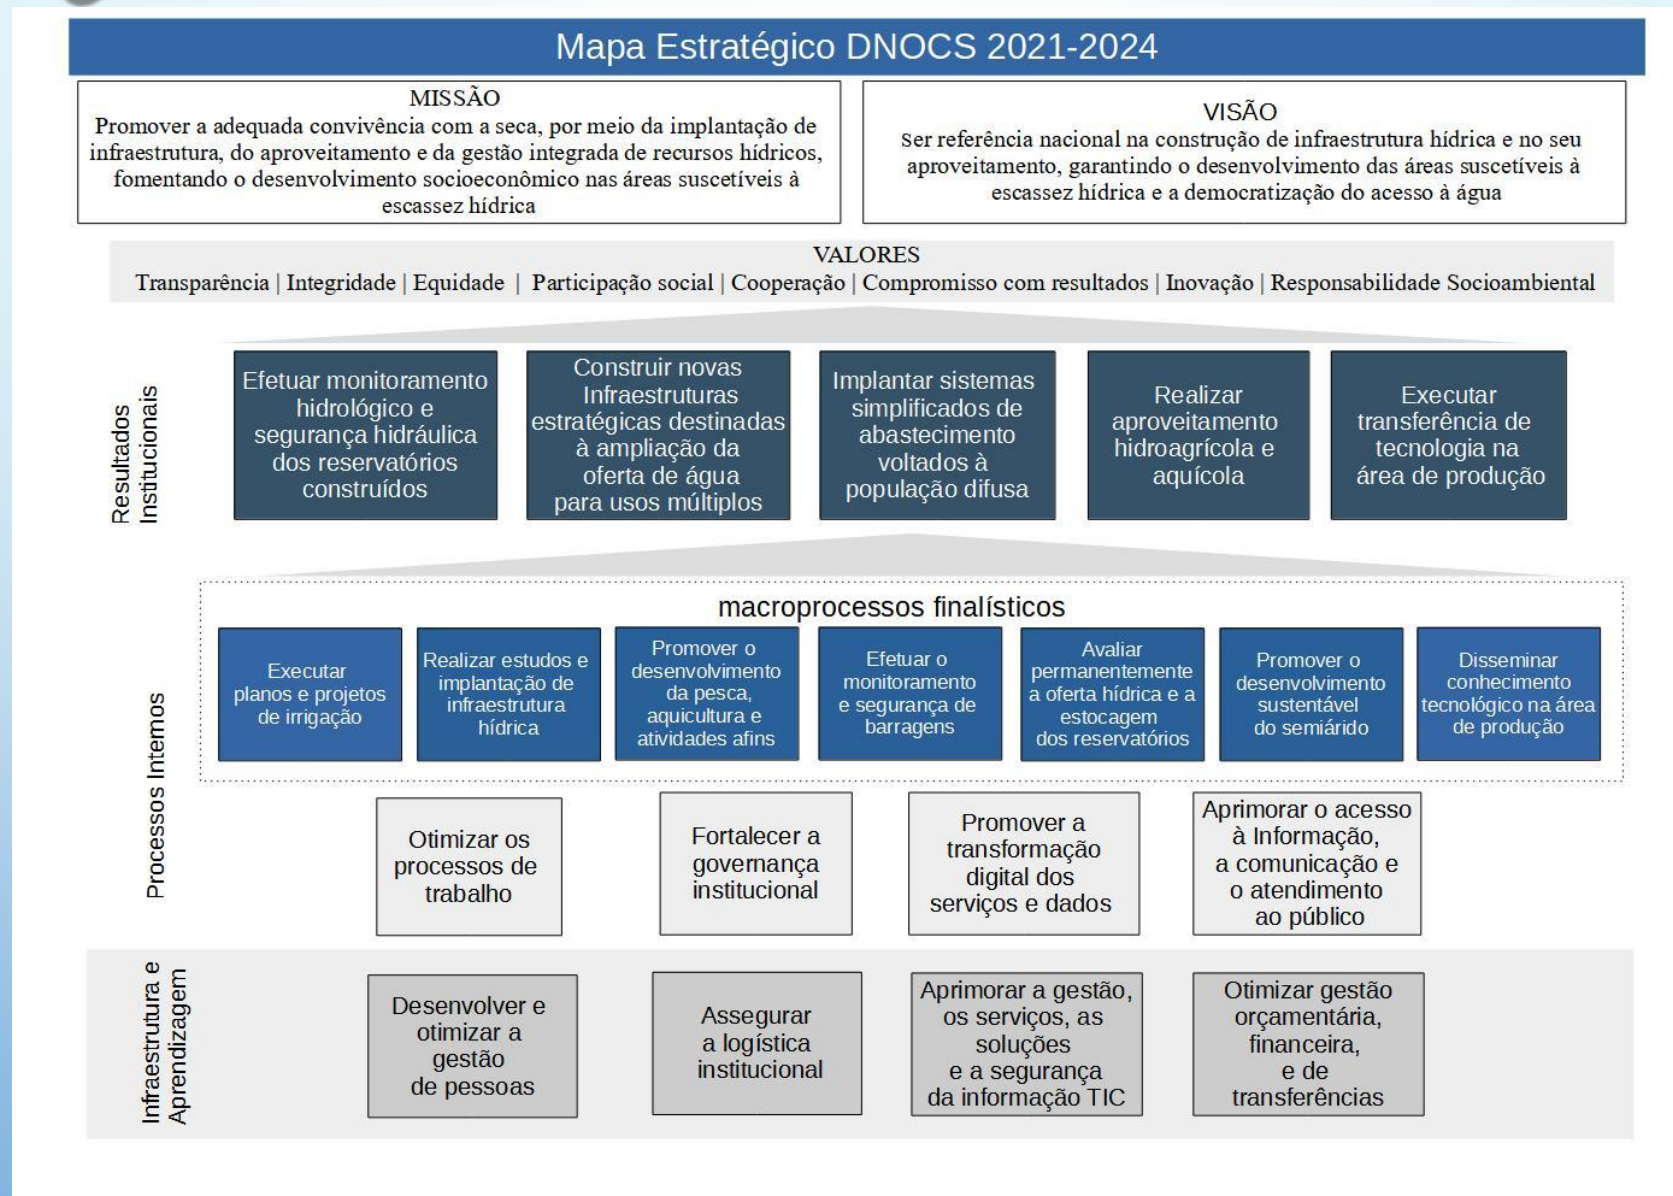 Mapa Estratégico DNOCS 2021-2024
MISSÃO
Promover a adequada convivência com a seca, por meio da implantação de
infraestrutura, do aproveitamento e da gestão integrada de recursos hídricos,
fomentando o desenvolvimento socioeconômico nas áreas suscetíveis à
escassez hídrica
VISÃO
Ser referência nacional na construção de infraestrutura hídrica e no seu
aproveitamento, garantindo o desenvolvimento das áreas suscetíveis à
escassez hídrica e a democratização do acesso à água
VALORES
Transparência | Integridade | Equidade | Participação social | Cooperação | Compromisso com resultados | Inovação | Responsabilidade Socioambiental
Resultados
Institucionais
Efetuar monitoramento
hidrológico e
segurança hidráulica
dos reservatórios
construídos
Construir novas
Infraestruturas
estratégicas destinadas
à ampliação da
oferta de água
para usos múltiplos
Implantar sistemas
simplificados de
abastecimento
voltados à
população difusa
Realizar
aproveitamento
hidroagrícola e
aquícola
Executar
transferência de
tecnologia na
área de produção
Processos Internos
macroprocessos finalísticos
Executar
planos e projetos
de irrigação
Realizar estudos e
implantação de
infraestrutura
hídrica
Promover o
desenvolvimento
da pesca,
aquicultura e
atividades afins
Efetuar o
monitoramento
e segurança de
barragens
Avaliar
permanentemente
a oferta hídrica e a
estocagem
dos reservatórios
Promover o
desenvolvimento
sustentável
do semiárido
Disseminar
conhecimento
tecnológico na área
de produção
Otimizar os
processos de
trabalho
Fortalecer a
governança
institucional
Promover a
transformação
digital dos
serviços e dados
Aprimorar o acesso
à Informação,
a comunicação e
o atendimento
ao público
Infraestrutura e
Aprendizagem
Desenvolver e
otimizar a
gestão
de pessoas
Assegurar
a logística
institucional
Aprimorar a gestão,
os serviços, as
soluções
e a segurança
da informação TIC
Otimizar gestão
orçamentária,
financeira,
e de
transferências